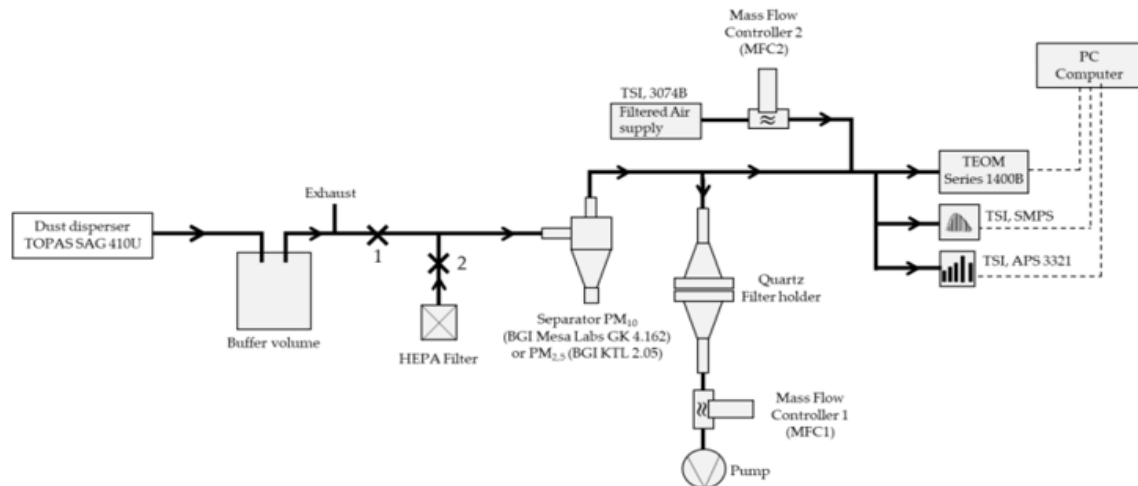 Mass Flow
Controller 2
(MFC2)
PC
Computer
TSI, 3074B
Filtered Air
supply
TEOM
Series 1400B
Exhaust
Dust disperser
TOPAS SAG 410U
TSI, SMPS
1
2
TSI, APS 3321
Quartz
Filter holder
Buffer volume
HEPA Filter
Separator PM₁₀
(BGI Mesa Labs GK 4.162)
or PM₂,₅ (BGI KTL 2.05)
Mass Flow
Controller 1
(MFC1)
Pump